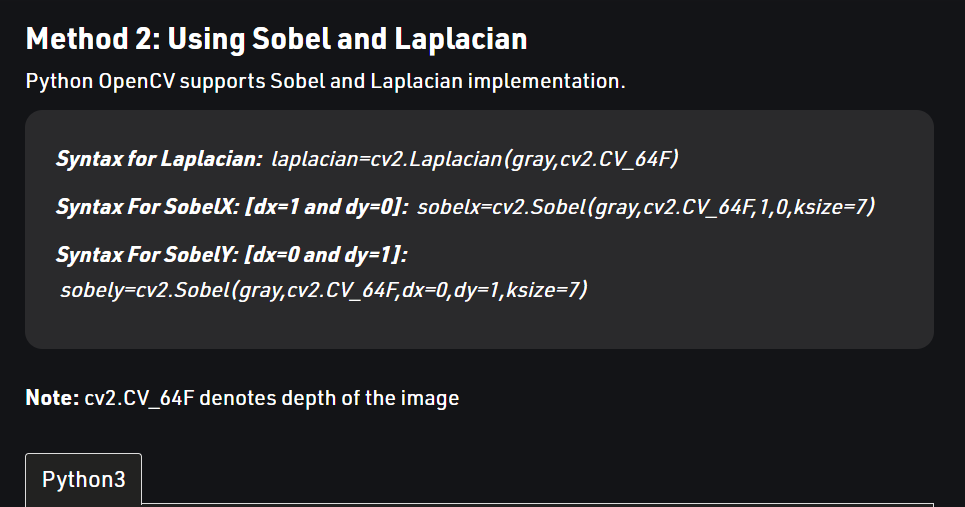 Method 2: Using Sobel and Laplacian
Python OpenCV supports Sobel and Laplacian implementation.
Syntax for Laplacian: laplacian=cv2.Laplacian(gray,cv2.CV_64F)
Syntax For SobelX: [dx=1 and dy=0]: sobelx=cv2.Sobel(gray,cv2.CV_64F,1,0,ksize=7)
Syntax For SobelY: [dx=0 and dy=1]:
sobely=cv2.Sobel(gray,cv2.CV_64F,dx=0,dy=1,ksize=7)
Note: cv2.CV_64F denotes depth of the image
Python3